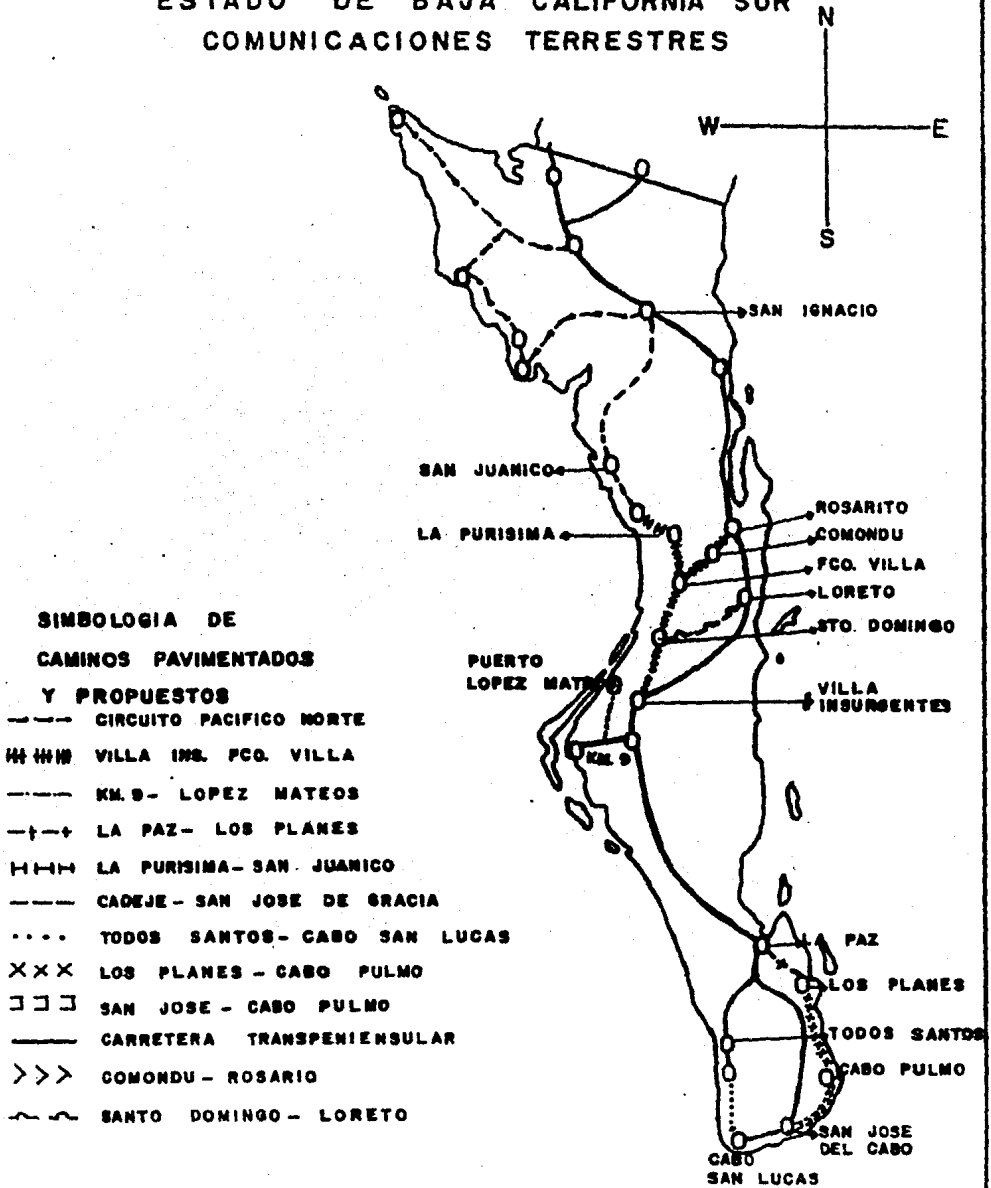 ESTADO DE BAJA CALIFORNIA SUR
COMUNICACIONES TERRESTRES
N
W E
S
SAN IGNACIO
SAN JUANICO
LA PURISIMA
ROSARITO
COMONDU
FCO. VILLA
LORETO
STO. DOMINGO
PUERTO
LOPEZ MATEOS
VILLA
INSURGENTES
KM. 9
LA PAZ
LOS PLANES
TODOS SANTOS
CABO PULMO
SAN JOSE
DEL CABO
CABO
SAN LUCAS
SIMBOLOGIA DE
CAMINOS PAVIMENTADOS
Y PROPUESTOS
CIRCUITO PACIFICO NORTE
VILLA INS. FCO. VILLA
KM. 9- LOPEZ MATEOS
LA PAZ- LOS PLANES
LA PURISIMA- SAN JUANICO
CADEJE - SAN JOSE DE GRACIA
TODOS SANTOS- CABO SAN LUCAS
LOS PLANES - CABO PULMO
SAN JOSE - CABO PULMO
CARRETERA TRANSPENIENSULAR
COMONDU - ROSARIO
SANTO DOMINGO - LORETO